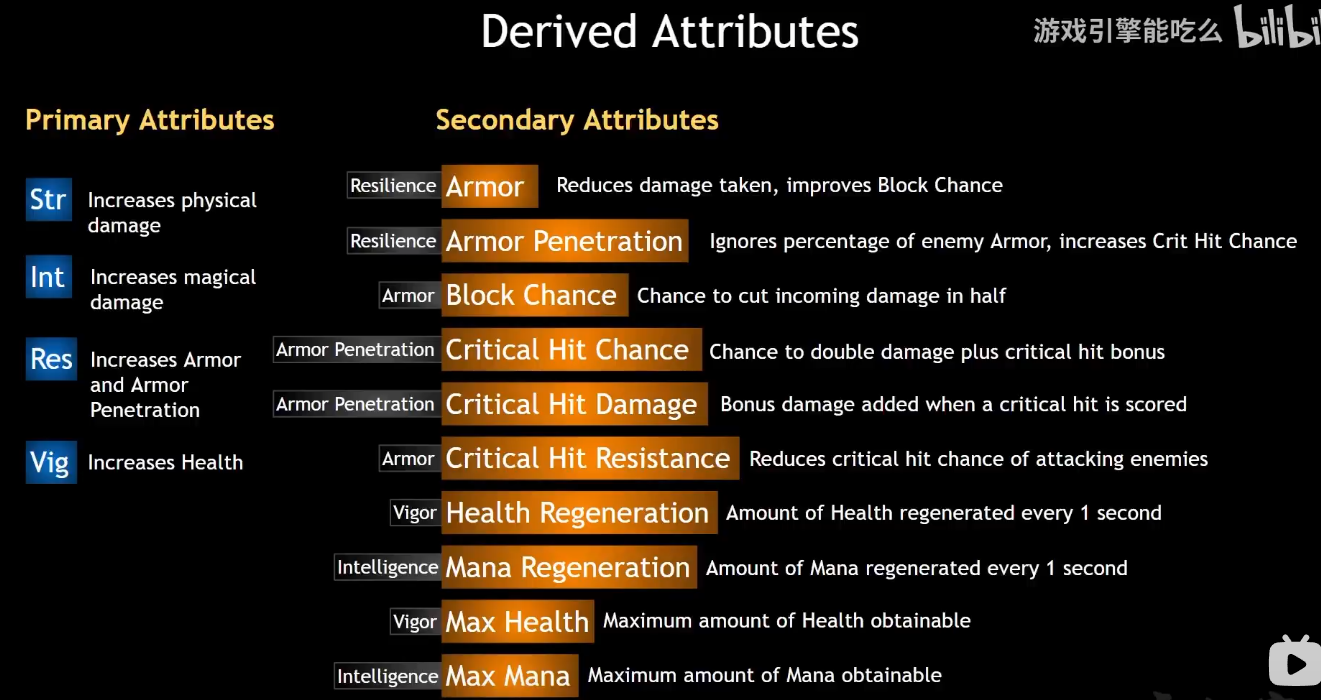 Derived Attributes
游戏引擎能吃么 bilibi
Primary Attributes
Secondary Attributes
Str Increases physical
damage
Int Increases magical
damage
Res Increases Armor
and Armor
Penetration
Vig Increases Health
Resilience Armor Reduces damage taken, improves Block Chance
Resilience Armor Penetration Ignores percentage of enemy Armor, increases Crit Hit Chance
Armor Block Chance Chance to cut incoming damage in half
Armor Penetration Critical Hit Chance Chance to double damage plus critical hit bonus
Armor Penetration Critical Hit Damage Bonus damage added when a critical hit is scored
Armor Critical Hit Resistance Reduces critical hit chance of attacking enemies
Vigor Health Regeneration Amount of Health regenerated every 1 second
Intelligence Mana Regeneration Amount of Mana regenerated every 1 second
Vigor Max Health Maximum amount of Health obtainable
Intelligence Max Mana Maximum amount of Mana obtainable